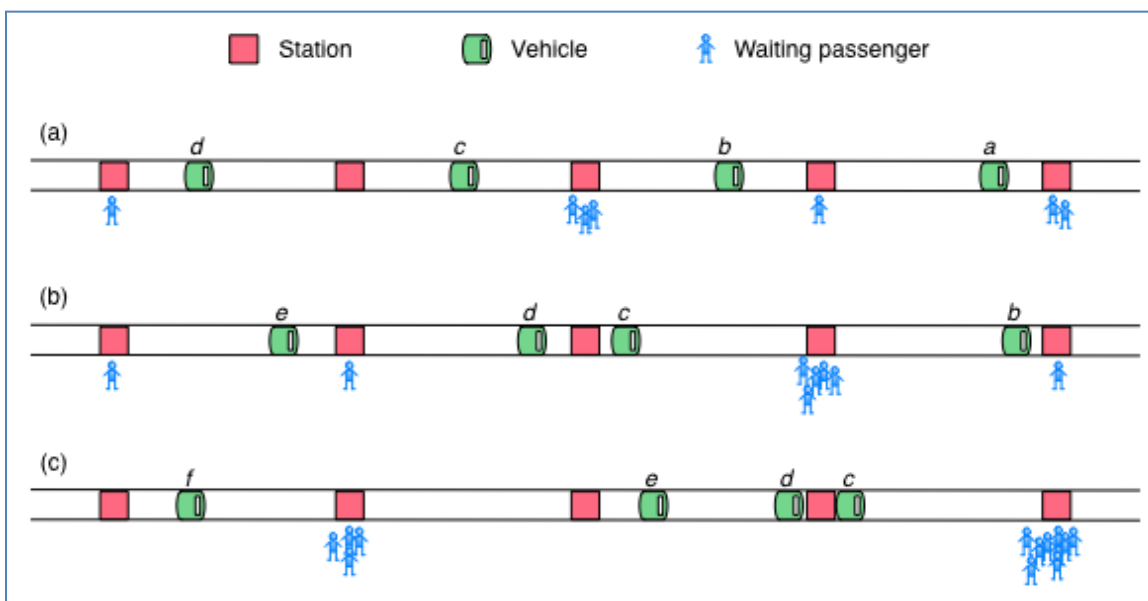 Station Vehicle Waiting passenger
(a)
d c b a
(b)
e d c b
(c)
f e d c